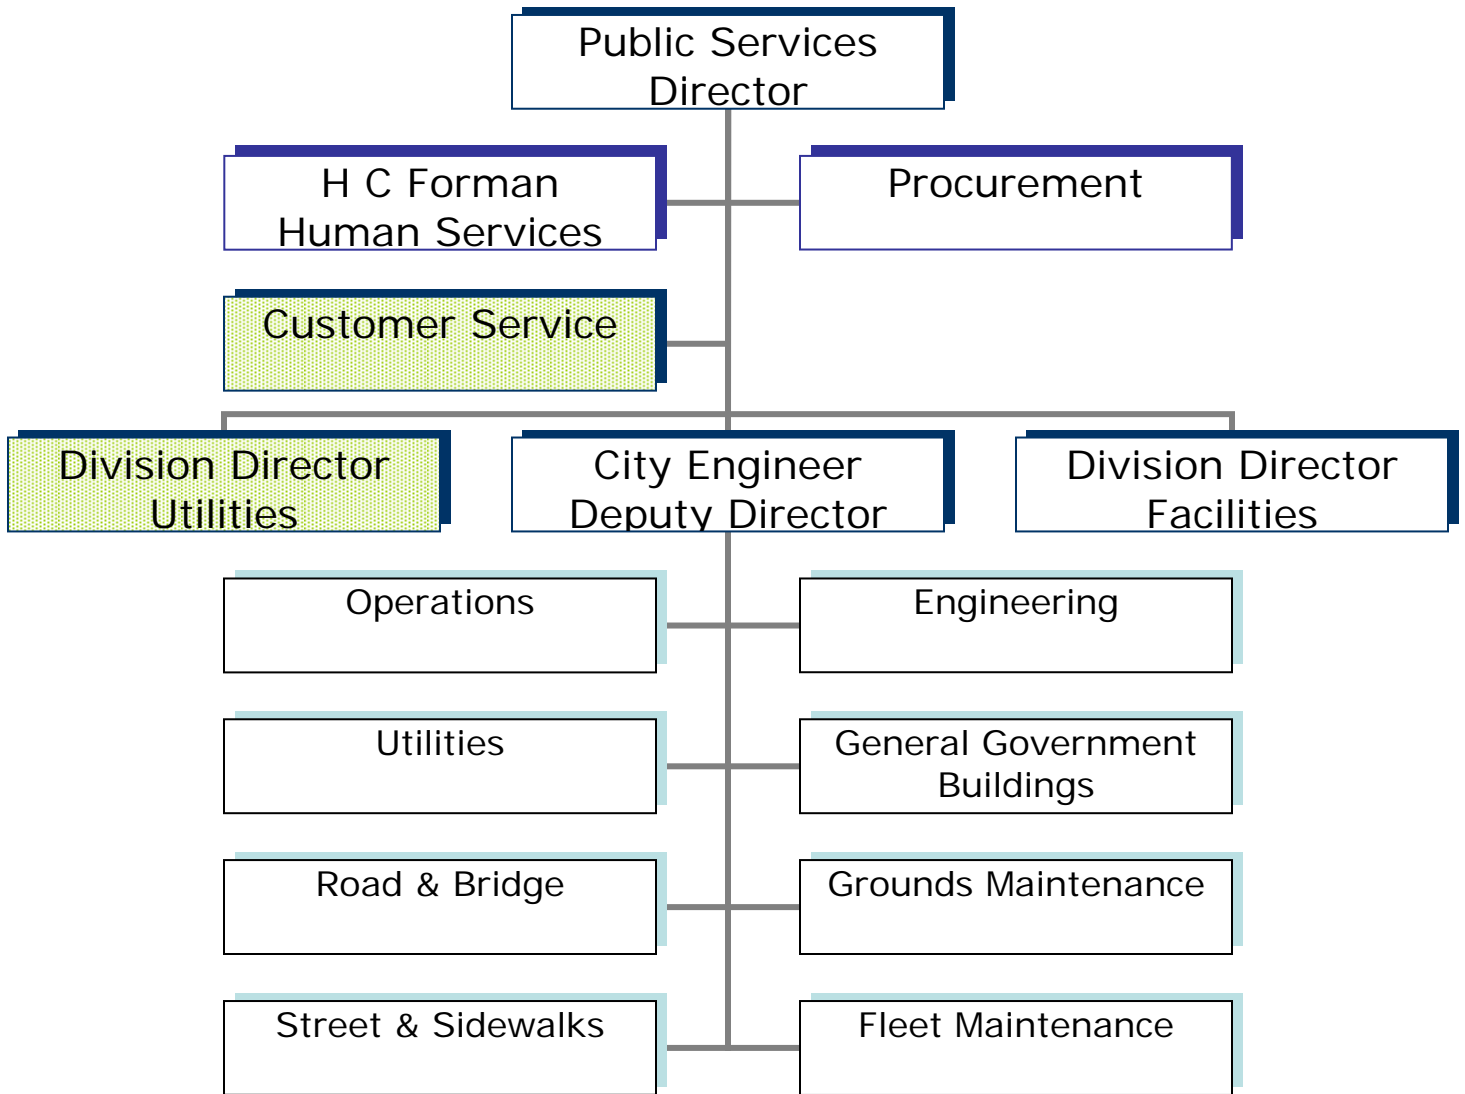 Public Services
Director
H C Forman
Human Services
Procurement
Customer Service
Division Director
Utilities
City Engineer
Deputy Director
Division Director
Facilities
Operations
Engineering
Utilities
General Government
Buildings
Road & Bridge
Grounds Maintenance
Street & Sidewalks
Fleet Maintenance